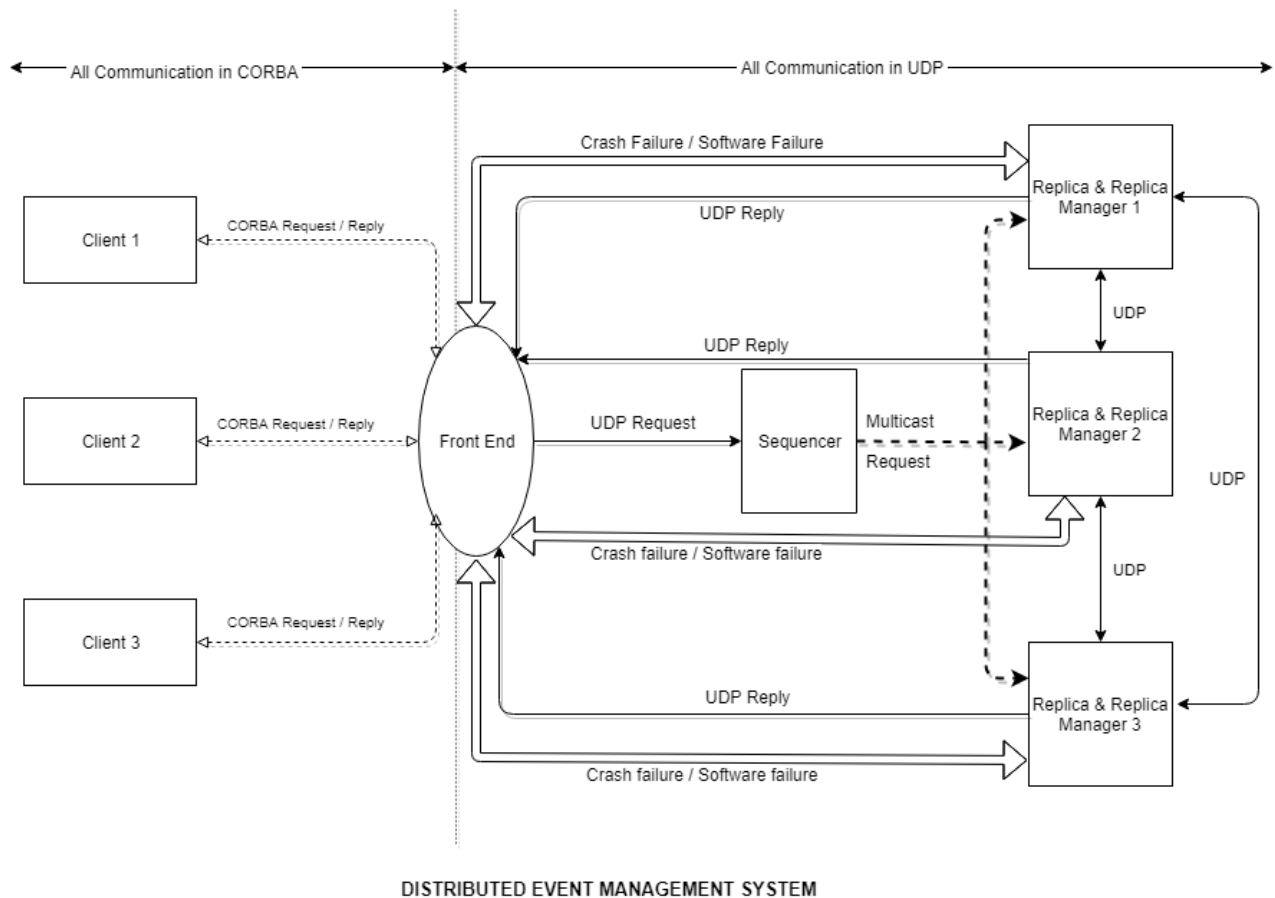 All Communication in CORBA
All Communication in UDP
Crash Failure / Software Failure
Replica & Replica
Manager 1
UDP Reply
Client 1
CORBA Request / Reply
UDP
UDP Reply
Client 2
CORBA Request / Reply
Front End
UDP Request
Sequencer
Multicast
Request
Replica & Replica
Manager 2
UDP
Crash failure / Software failure
UDP
Client 3
CORBA Request / Reply
UDP Reply
Replica & Replica
Manager 3
Crash failure / Software failure
DISTRIBUTED EVENT MANAGEMENT SYSTEM